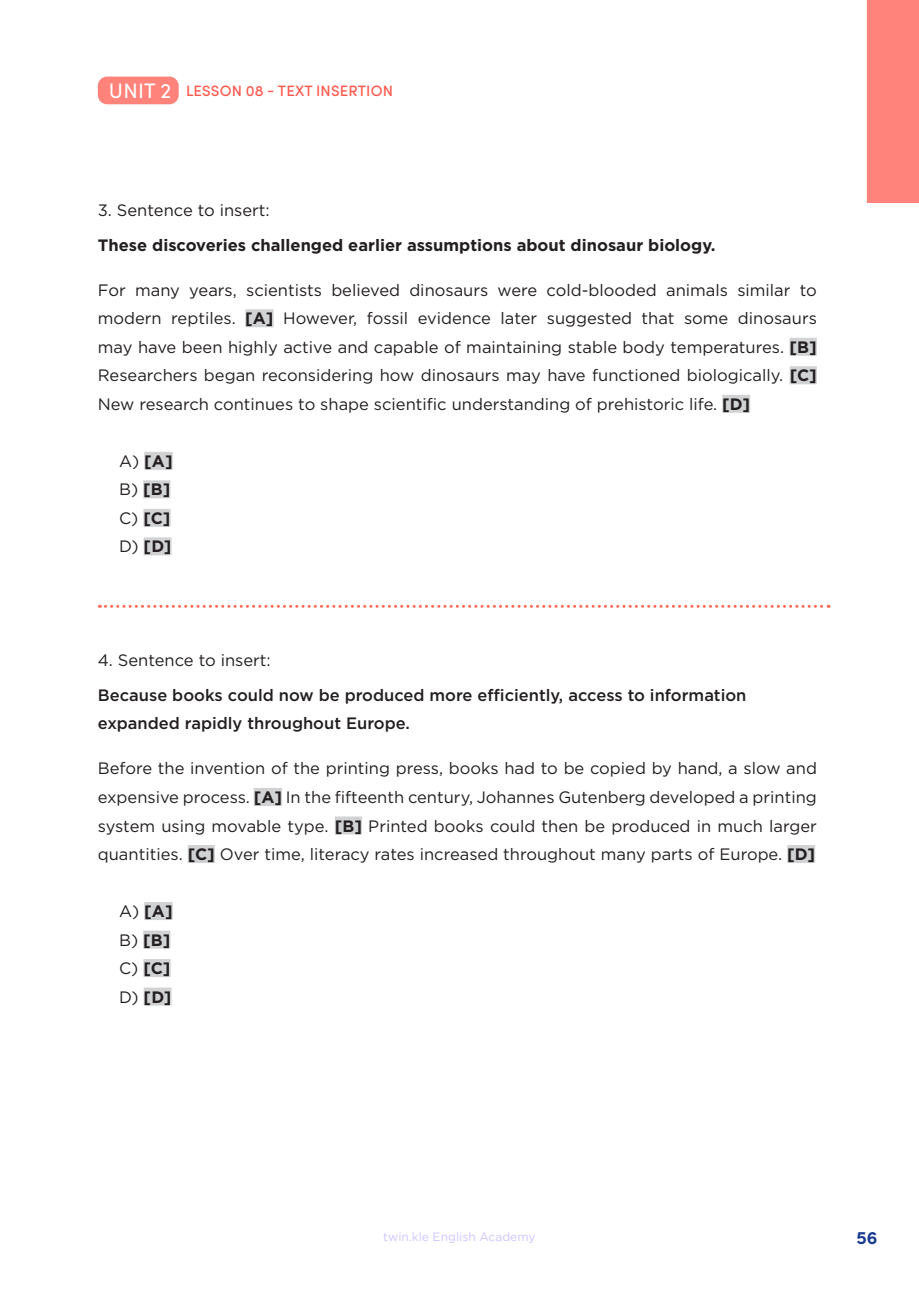 UNIT 2 LESSON 08 – TEXT INSERTION
3. Sentence to insert:
These discoveries challenged earlier assumptions about dinosaur biology.
For many years, scientists believed dinosaurs were cold-blooded animals similar to
modern reptiles. [A] However, fossil evidence later suggested that some dinosaurs
may have been highly active and capable of maintaining stable body temperatures. [B]
Researchers began reconsidering how dinosaurs may have functioned biologically. [C]
New research continues to shape scientific understanding of prehistoric life. [D]
A) [A]
B) [B]
C) [C]
D) [D]
4. Sentence to insert:
Because books could now be produced more efficiently, access to information
expanded rapidly throughout Europe.
Before the invention of the printing press, books had to be copied by hand, a slow and
expensive process. [A] In the fifteenth century, Johannes Gutenberg developed a printing
system using movable type. [B] Printed books could then be produced in much larger
quantities. [C] Over time, literacy rates increased throughout many parts of Europe. [D]
A) [A]
B) [B]
C) [C]
D) [D]
twin.kle English Academy
56